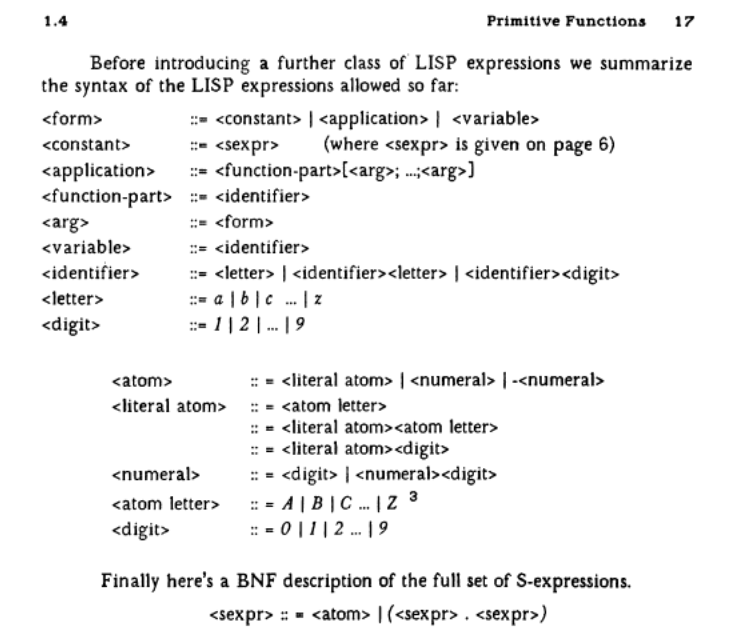 1.4 Primitive Functions 17
Before introducing a further class of LISP expressions we summarize
the syntax of the LISP expressions allowed so far:
<form> ::= <constant> | <application> | <variable>
<constant> ::= <sexpr> (where <sexpr> is given on page 6)
<application> ::= <function-part>[<arg>; ...;<arg>]
<function-part> ::= <identifier>
<arg> ::= <form>
<variable> ::= <identifier>
<identifier> ::= <letter> | <identifier><letter> | <identifier><digit>
<letter> ::= a | b | c ... | z
<digit> ::= 1 | 2 | ... | 9
<atom> :: = <literal atom> | <numeral> | -<numeral>
<literal atom> :: = <atom letter>
:: = <literal atom><atom letter>
:: = <literal atom><digit>
<numeral> :: = <digit> | <numeral><digit>
<atom letter> :: = A | B | C ... | Z 3
<digit> :: = 0 | 1 | 2 ... | 9
Finally here's a BNF description of the full set of S-expressions.
<sexpr> :: = <atom> | (<sexpr> . <sexpr>)